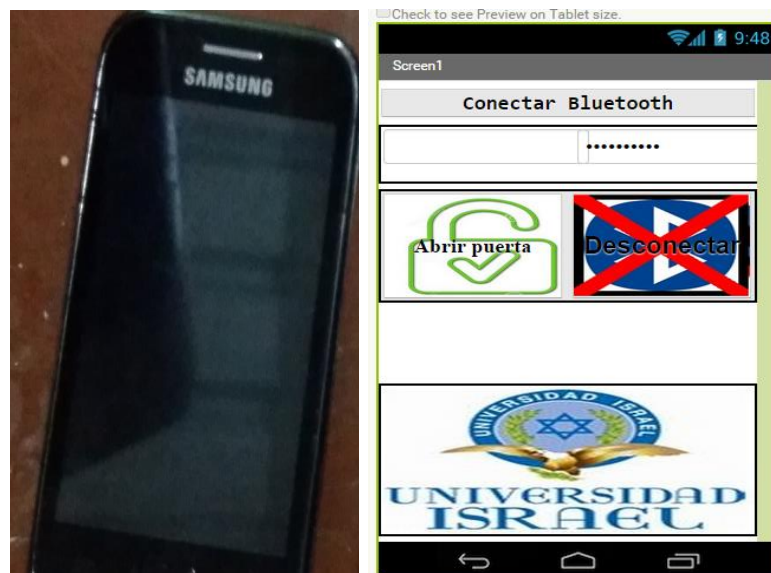 SAMSUNG
Check to see Preview on Tablet size.
9:48
Screen1
Conectar Bluetooth
••••••••••
Abrir puerta
Desconectar
UNIVERSIDAD ISRAEL
UNIVERSIDAD
ISRAEL